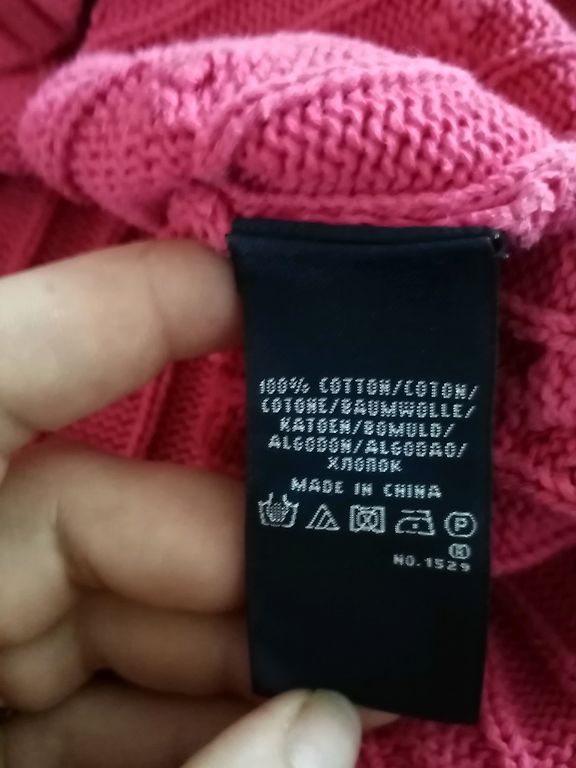 100% COTTON/COTON/
COTONE/BAUMWOLLE/
KATOEN/BOMULD/
ALGODON/ALGODAO/
ХЛОПОК
MADE IN CHINA
P
NO.1529